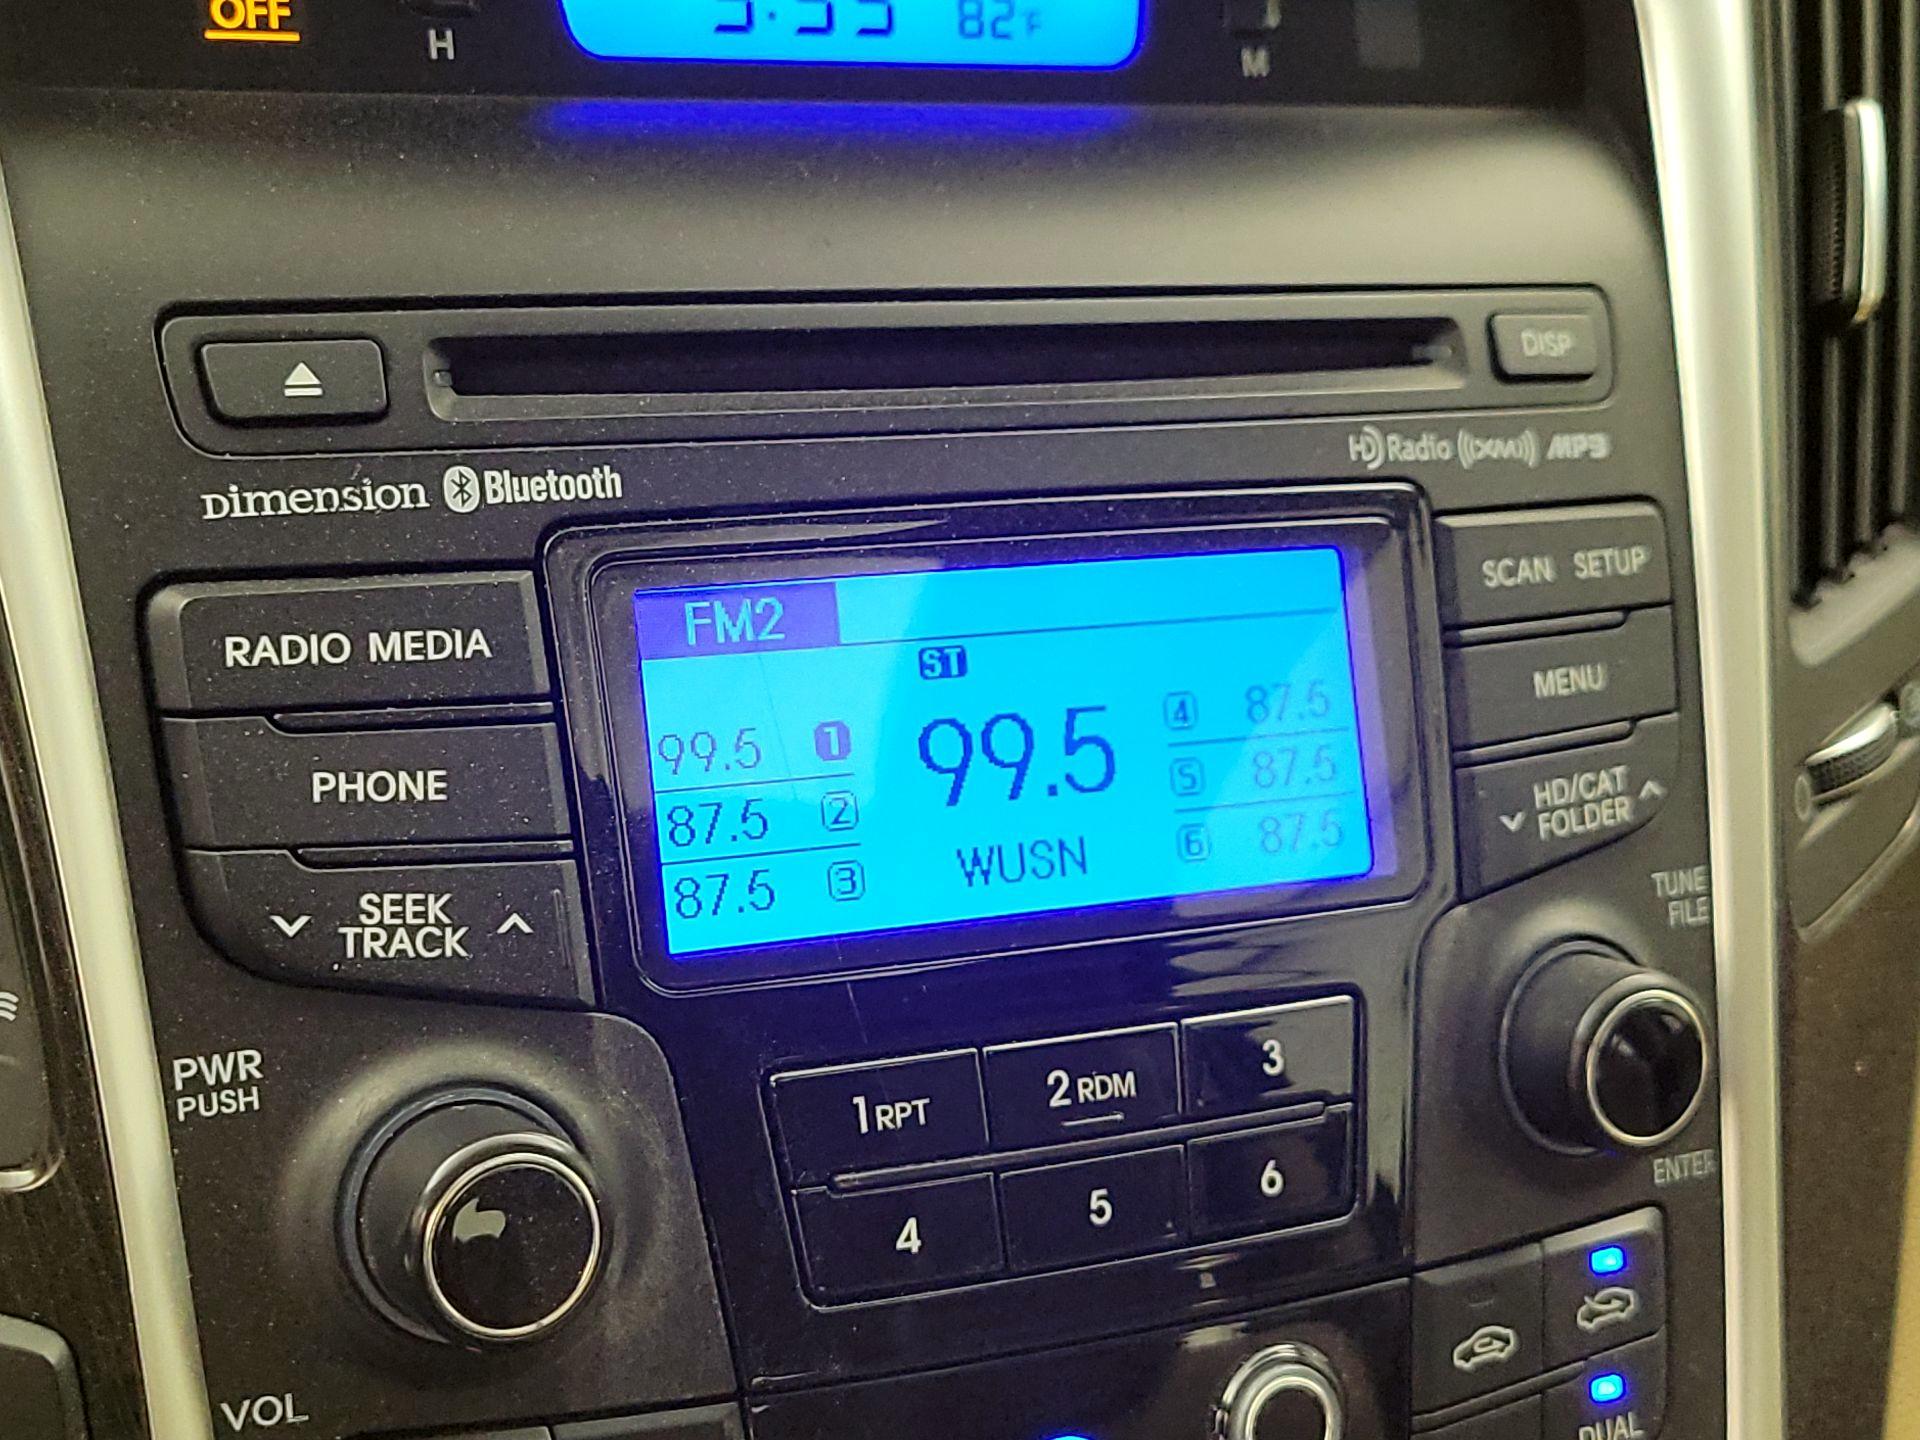 OFF
H
82°F
M
DISP
HD Radio ((XM)) MP3
Dimension Bluetooth
RADIO MEDIA
PHONE
SEEK
TRACK
FM2
ST
99.5 1
87.5 2
87.5 3
99.5
WUSN
4 87.5
5 87.5
6 87.5
SCAN SETUP
MENU
HD/CAT
FOLDER
TUNE
FILE
PWR
PUSH
1 RPT
2 RDM
3
4
5
6
ENTER
VOL
DUAL